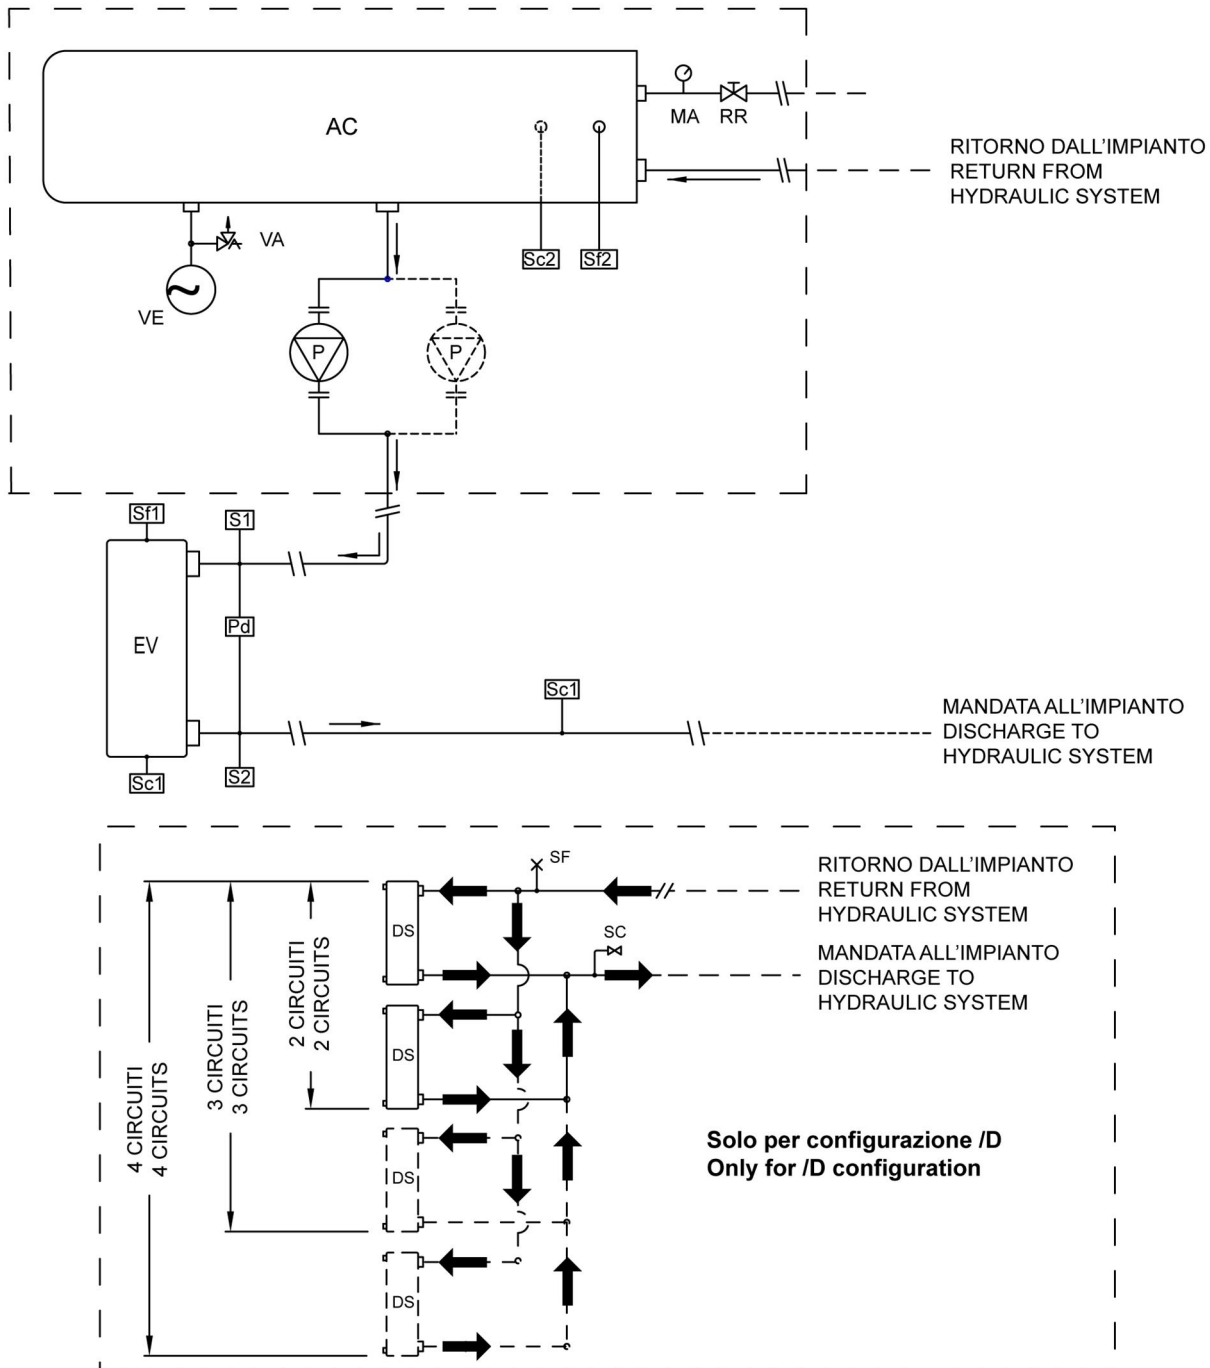 AC
MA
RR
RITORNO DALL'IMPIANTO
RETURN FROM
HYDRAULIC SYSTEM
VA
Sc2
Sf2
VE
P
P
Sf1
S1
EV
Pd
Sc1
MANDATA ALL'IMPIANTO
DISCHARGE TO
HYDRAULIC SYSTEM
Sc1
S2
SF
RITORNO DALL'IMPIANTO
RETURN FROM
HYDRAULIC SYSTEM
DS
SC
MANDATA ALL'IMPIANTO
DISCHARGE TO
HYDRAULIC SYSTEM
4 CIRCUITI
4 CIRCUITS
3 CIRCUITI
3 CIRCUITS
2 CIRCUITI
2 CIRCUITS
DS
Solo per configurazione /D
Only for /D configuration
DS
DS